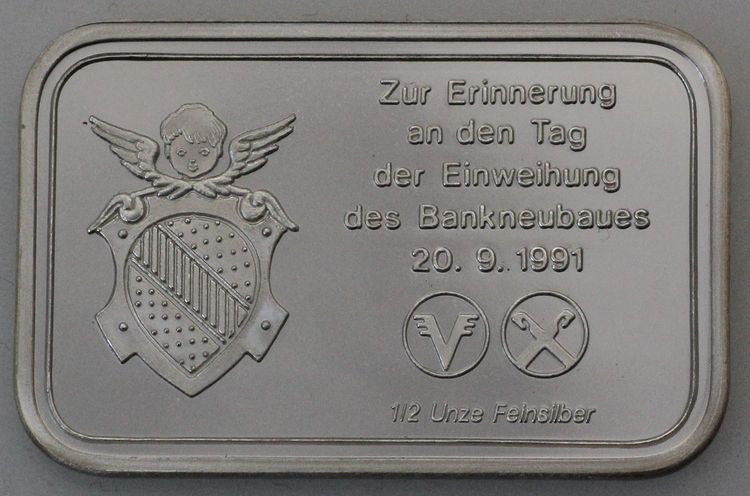 Zur Erinnerung
an den Tag
der Einweihung
des Bankneubaues
20. 9. 1991
1/2 Unze Feinsilber